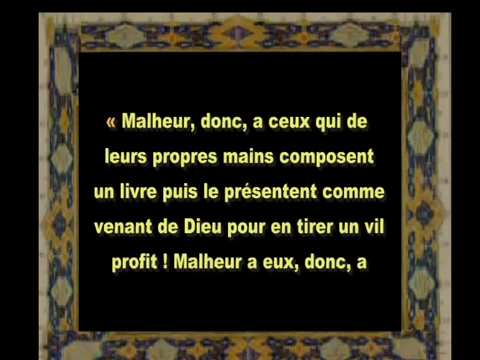 « Malheur, donc, a ceux qui de
leurs propres mains composent
un livre puis le présentent comme
venant de Dieu pour en tirer un vil
profit ! Malheur a eux, donc, a